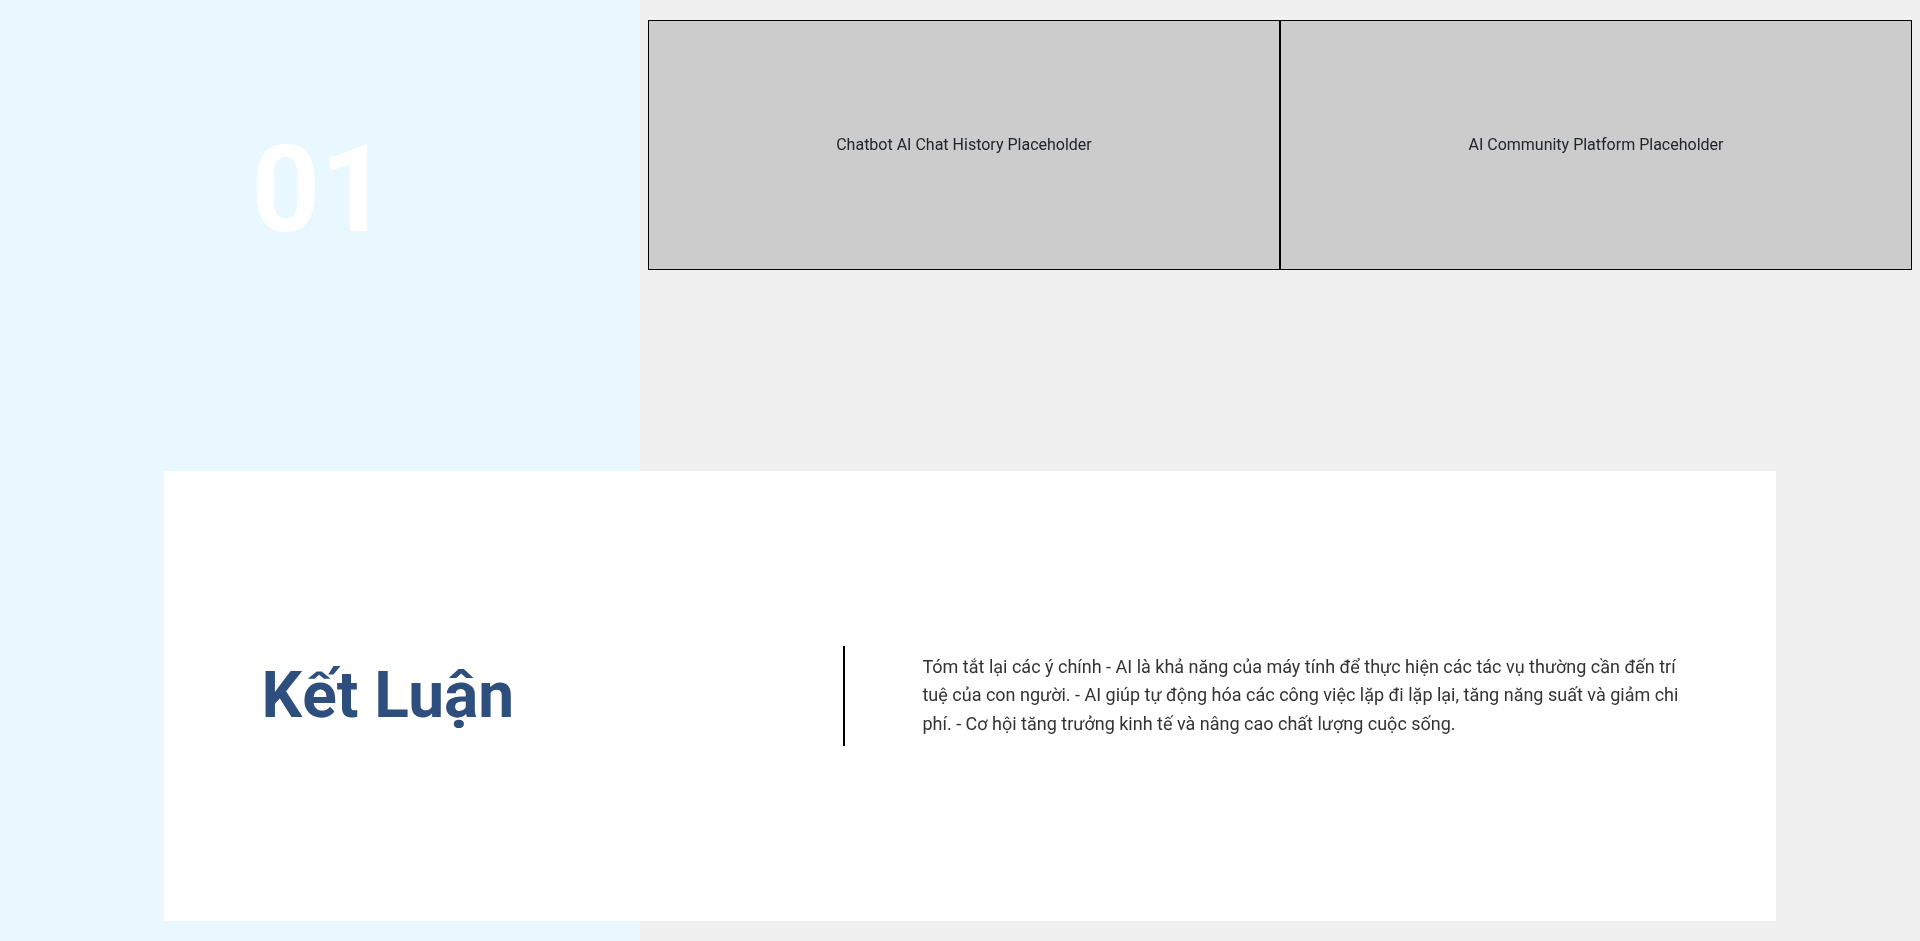 01
Chatbot AI Chat History Placeholder
AI Community Platform Placeholder
Kết Luận
Tóm tắt lại các ý chính - AI là khả năng của máy tính để thực hiện các tác vụ thường cần đến trí
tuệ của con người. - AI giúp tự động hóa các công việc lặp đi lặp lại, tăng năng suất và giảm chi
phí. - Cơ hội tăng trưởng kinh tế và nâng cao chất lượng cuộc sống.